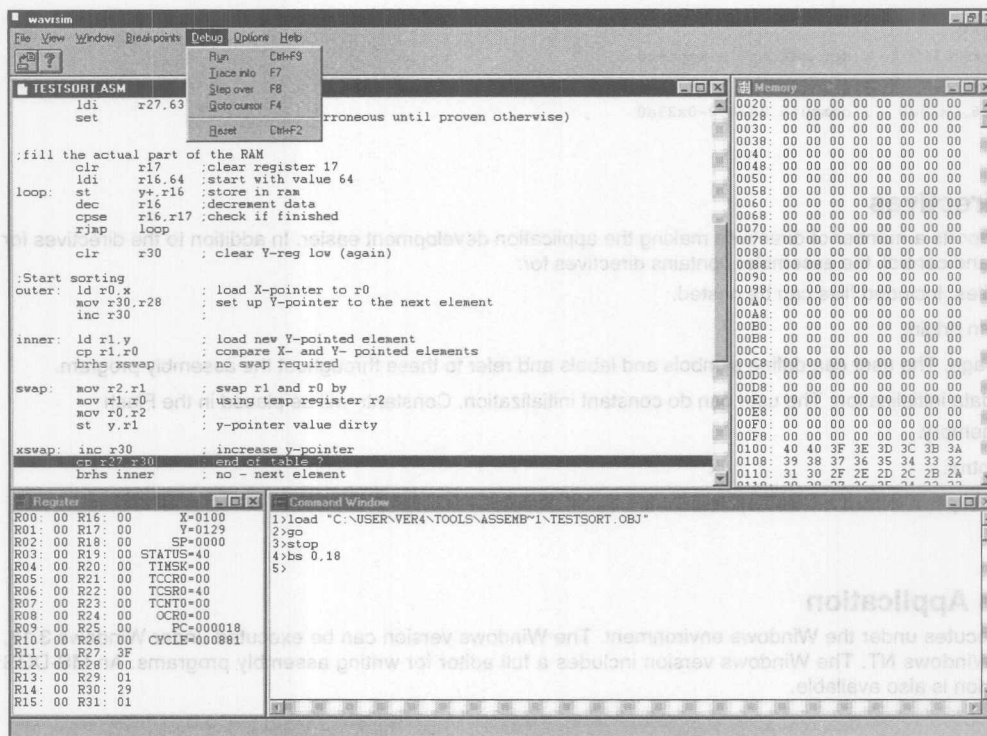 wavrsim
File View Window Breakpoints Debug Options Help
Run Ctrl+F9
Trace into F7
Step over F8
Goto cursor F4
Reset Ctrl+F2
TESTSORT.ASM
ldi r27,63
set rroneous until proven otherwise)
;fill the actual part of the RAM
clr r17 ;clear register 17
ldi r16,64 ;start with value 64
loop: st y+,r16 ;store in ram
dec r16 ;decrement data
cpse r16,r17 ;check if finished
rjmp loop
clr r30 ; clear Y-reg low (again)
;Start sorting
outer: ld r0,x ; load X-pointer to r0
mov r30,r28 ; set up Y-pointer to the next element
inc r30 ;
inner: ld r1,y ; load new Y-pointed element
cp r1,r0 ; compare X- and Y- pointed elements
brhs xswap ; no swap required
swap: mov r2,r1 ; swap r1 and r0 by
mov r1,r0 ; using temp register r2
mov r0,r2 ;
st y,r1 ; y-pointer value dirty
xswap: inc r30 ; increase y-pointer
cp r27,r30 ; end of table ?
brhs inner ; no - next element
Memory
0020: 00 00 00 00 00 00 00 00
0028: 00 00 00 00 00 00 00 00
0030: 00 00 00 00 00 00 00 00
0038: 00 00 00 00 00 00 00 00
0040: 00 00 00 00 00 00 00 00
0048: 00 00 00 00 00 00 00 00
0050: 00 00 00 00 00 00 00 00
0058: 00 00 00 00 00 00 00 00
0060: 00 00 00 00 00 00 00 00
0068: 00 00 00 00 00 00 00 00
0070: 00 00 00 00 00 00 00 00
0078: 00 00 00 00 00 00 00 00
0080: 00 00 00 00 00 00 00 00
0088: 00 00 00 00 00 00 00 00
0090: 00 00 00 00 00 00 00 00
0098: 00 00 00 00 00 00 00 00
00A0: 00 00 00 00 00 00 00 00
00A8: 00 00 00 00 00 00 00 00
00B0: 00 00 00 00 00 00 00 00
00B8: 00 00 00 00 00 00 00 00
00C0: 00 00 00 00 00 00 00 00
00C8: 00 00 00 00 00 00 00 00
00D0: 00 00 00 00 00 00 00 00
00D8: 00 00 00 00 00 00 00 00
00E0: 00 00 00 00 00 00 00 00
00E8: 00 00 00 00 00 00 00 00
00F0: 00 00 00 00 00 00 00 00
00F8: 00 00 00 00 00 00 00 00
0100: 40 40 3F 3E 3D 3C 3B 3A
0108: 39 38 37 36 35 34 33 32
0110: 31 30 2F 2E 2D 2C 2B 2A
Register
R00: 00 R16: 00 X=0100
R01: 00 R17: 00 Y=0129
R02: 00 R18: 00 SP=0000
R03: 00 R19: 00 STATUS=40
R04: 00 R20: 00 TIMSK=00
R05: 00 R21: 00 TCCR0=00
R06: 00 R22: 00 TCSR0=40
R07: 00 R23: 00 TCNT0=00
R08: 00 R24: 00 OCR0=00
R09: 00 R25: 00 PC=000018
R10: 00 R26: 00 CYCLE=000881
R11: 00 R27: 3F
R12: 00 R28: 00
R13: 00 R29: 01
R14: 00 R30: 29
R15: 00 R31: 01
Command Window
1>load "C:\USER\VER4\TOOLS\ASSEMB~1\TESTSORT.OBJ"
2>go
3>stop
4>bs 0,18
5>